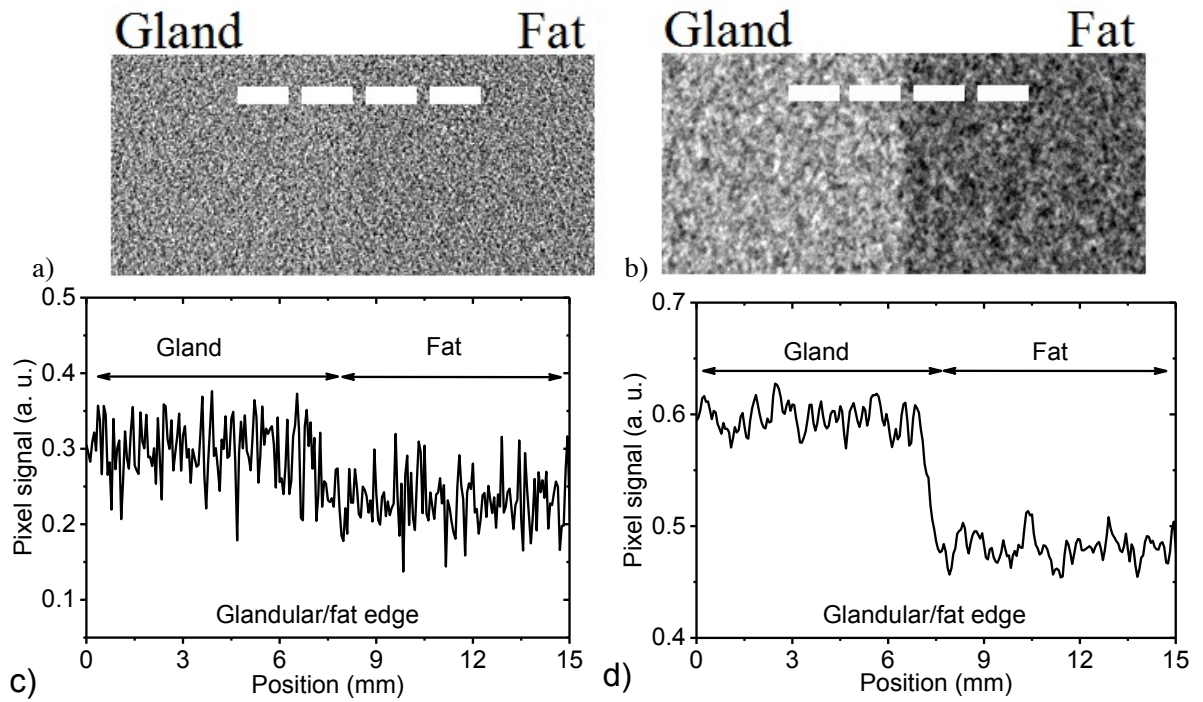 Gland Fat
Gland Fat
a)
b)
0.5
0.4
0.3
0.2
0.1
Pixel signal (a. u.)
Gland
Fat
Glandular/fat edge
0 3 6 9 12 15
Position (mm)
c)
0.7
0.6
0.5
0.4
Pixel signal (a. u.)
Gland
Fat
Glandular/fat edge
0 3 6 9 12 15
Position (mm)
d)